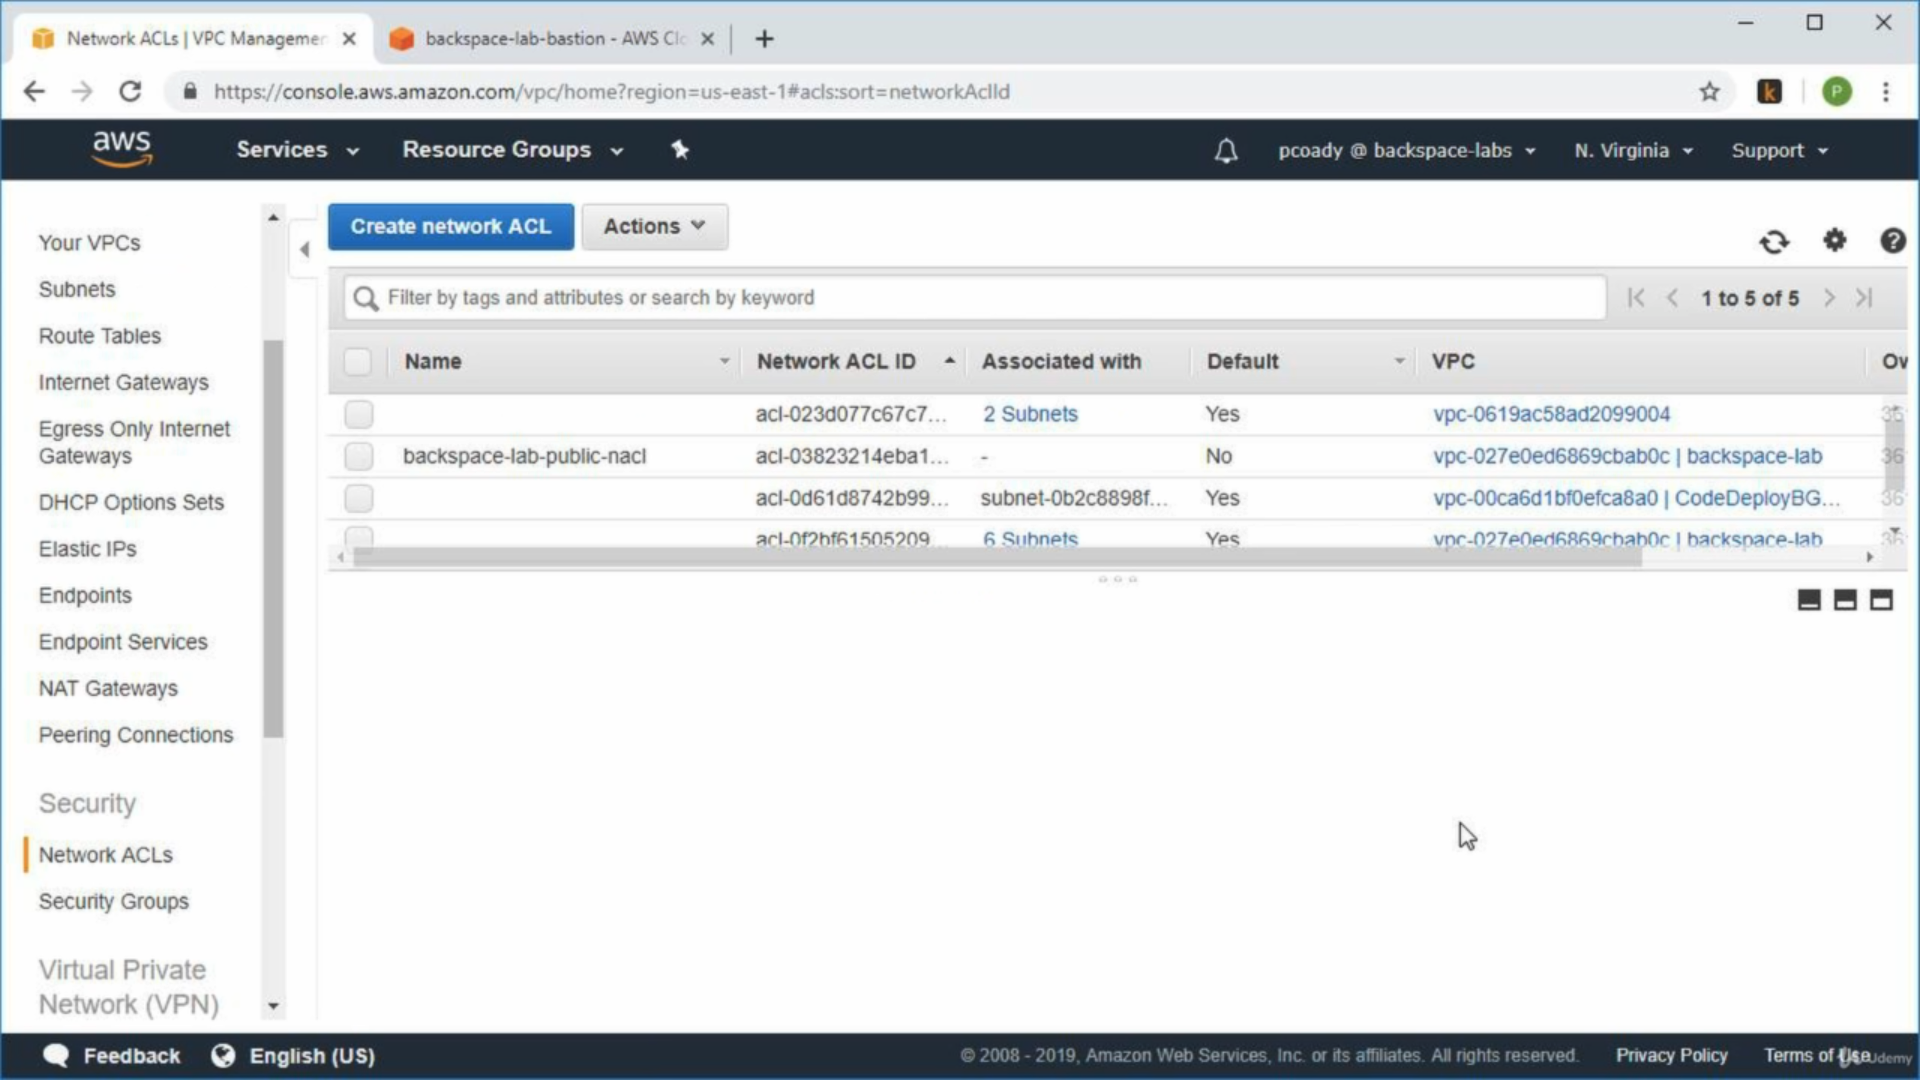 Network ACLs | VPC Managemen
backspace-lab-bastion - AWS Clo
https://console.aws.amazon.com/vpc/home?region=us-east-1#acls:sort=networkAclId
k
P
aws
Services
Resource Groups
pcoady @ backspace-labs
N. Virginia
Support
Your VPCs
Subnets
Route Tables
Internet Gateways
Egress Only Internet
Gateways
DHCP Options Sets
Elastic IPs
Endpoints
Endpoint Services
NAT Gateways
Peering Connections
Security
Network ACLs
Security Groups
Virtual Private
Network (VPN)
Create network ACL
Actions
Filter by tags and attributes or search by keyword
1 to 5 of 5
Name Network ACL ID Associated with Default VPC Ow
acl-023d077c67c7... 2 Subnets Yes vpc-0619ac58ad2099004 36
backspace-lab-public-nacl acl-03823214eba1... - No vpc-027e0ed6869cbab0c | backspace-lab 36
acl-0d61d8742b99... subnet-0b2c8898f... Yes vpc-00ca6d1bf0efca8a0 | CodeDeployBG... 36
acl-0f2bf61505209... 6 Subnets Yes vpc-027e0ed6869cbab0c | backspace-lab 36
Feedback
English (US)
© 2008 - 2019, Amazon Web Services, Inc. or its affiliates. All rights reserved.
Privacy Policy
Terms of Use
Udemy